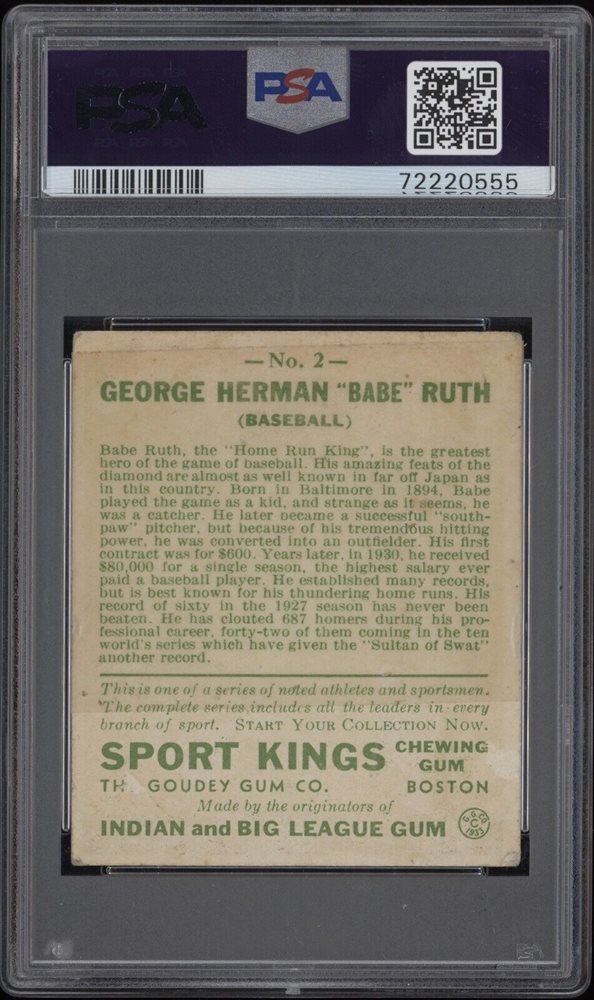 PSA
PSA
72220555
—No. 2—
GEORGE HERMAN "BABE" RUTH
(BASEBALL)
Babe Ruth, the "Home Run King", is the greatest
hero of the game of baseball. His amazing feats of the
diamond are almost as well known in far off Japan as
in this country. Born in Baltimore in 1894, Babe
played the game as a kid, and strange as it seems, he
was a catcher. He later became a successful "south-
paw" pitcher, but because of his tremendous hitting
power, he was converted into an outfielder. His first
contract was for $600. Years later, in 1930, he received
$80,000 for a single season, the highest salary ever
paid a baseball player. He established many records,
but is best known for his thundering home runs. His
record of sixty in the 1927 season has never been
beaten. He has clouted 687 homers during his pro-
fessional career, forty-two of them coming in the ten
world's series which have given the "Sultan of Swat"
another record.
This is one of a series of noted athletes and sportsmen.
The complete series includes all the leaders in every
branch of sport. START YOUR COLLECTION NOW.
SPORT KINGS CHEWING GUM
TH GOUDEY GUM CO. BOSTON
Made by the originators of
INDIAN and BIG LEAGUE GUM
G.G.CO. C 1933